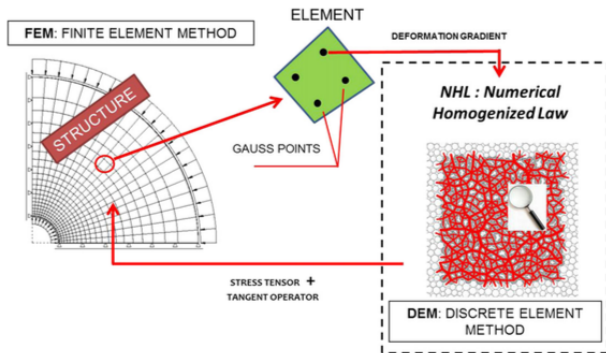 ELEMENT
FEM: FINITE ELEMENT METHOD
DEFORMATION GRADIENT
STRUCTURE
NHL : Numerical
Homogenized Law
GAUSS POINTS
STRESS TENSOR +
TANGENT OPERATOR
DEM: DISCRETE ELEMENT
METHOD